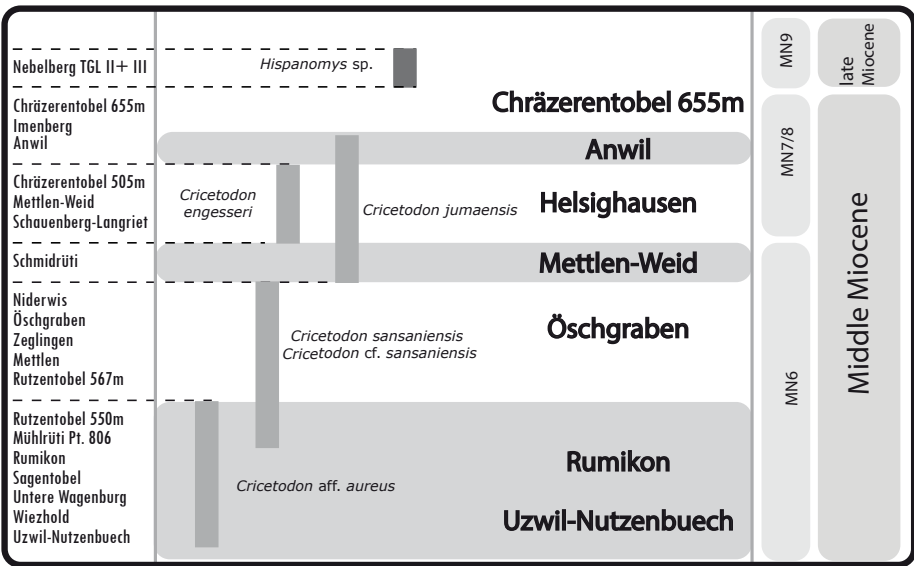 Nebelberg TGL II+ III
Chräzerentobel 655m
Imenberg
Anwil
Chräzerentobel 505m
Mettlen-Weid
Schauenberg-Langriet
Schmidrüti
Niderwis
Öschgraben
Zeglingen
Mettlen
Rutzentobel 567m
Rutzentobel 550m
Mühlrüti Pt. 806
Rumikon
Sagentobel
Untere Wagenburg
Wiezhold
Uzwil-Nutzenbuech
Hispanomys sp.
Cricetodon
engesseri
Cricetodon jumaensis
Cricetodon sansaniensis
Cricetodon cf. sansaniensis
Cricetodon aff. aureus
Chräzerentobel 655m
Anwil
Helsighausen
Mettlen-Weid
Öschgraben
Rumikon
Uzwil-Nutzenbuech
MN9
MN7/8
MN6
late
Miocene
Middle Miocene